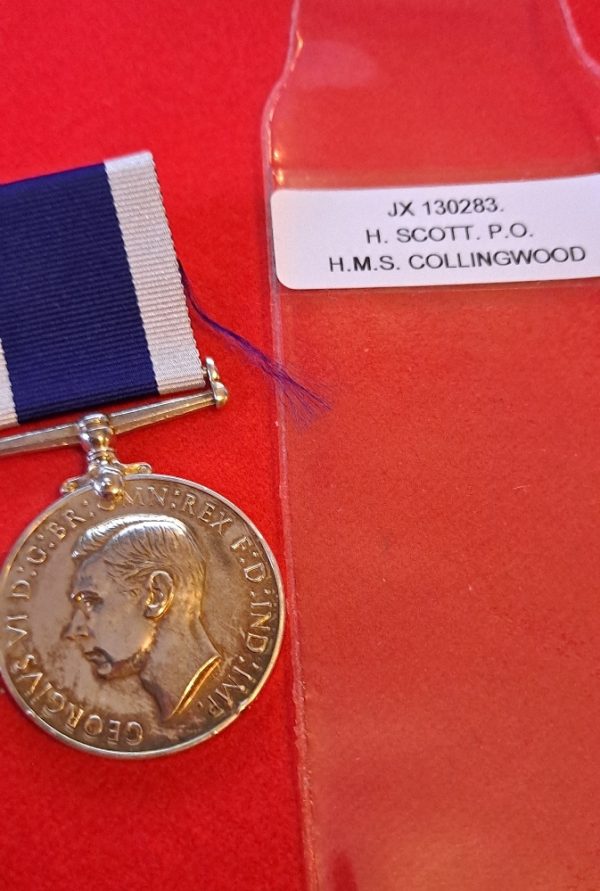 JX 130283.
H. SCOTT. P.O.
H.M.S. COLLINGWOOD
GEORGIVS VI D:G:BR:OMN:REX F:D:IND:IMP.